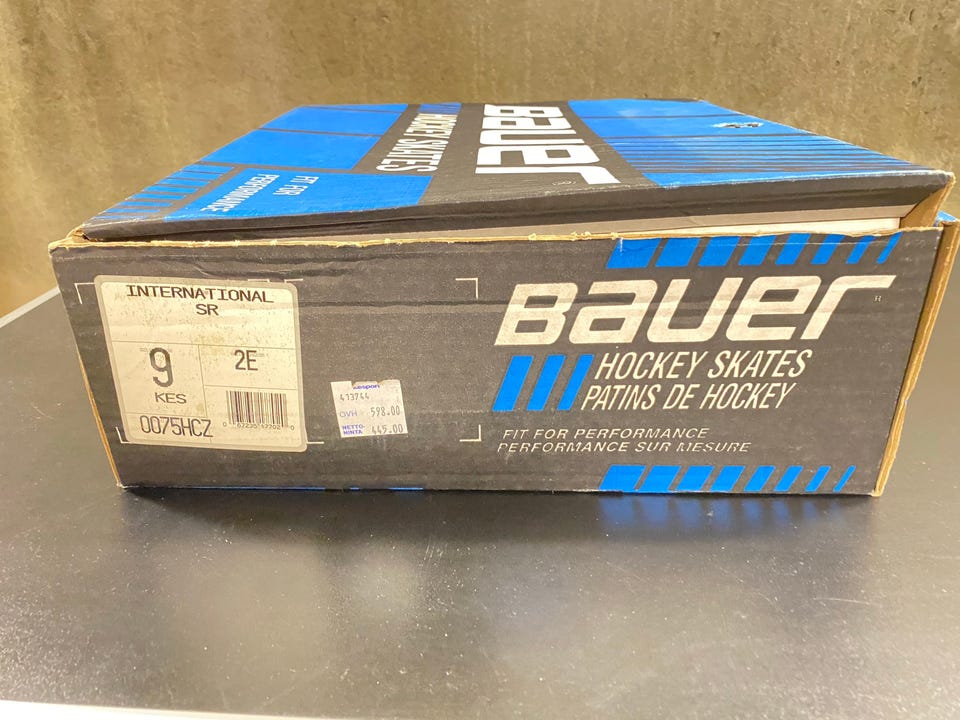 BAUER
HOCKEY SKATES
FIT FOR
PERFORMANCE
INTERNATIONAL
SR
9
2E
KES
0075HCZ
413744
OVH 598.00
NETTO-
HINTA 445.00
BAUER
HOCKEY SKATES
PATINS DE HOCKEY
FIT FOR PERFORMANCE
PERFORMANCE SUR MESURE